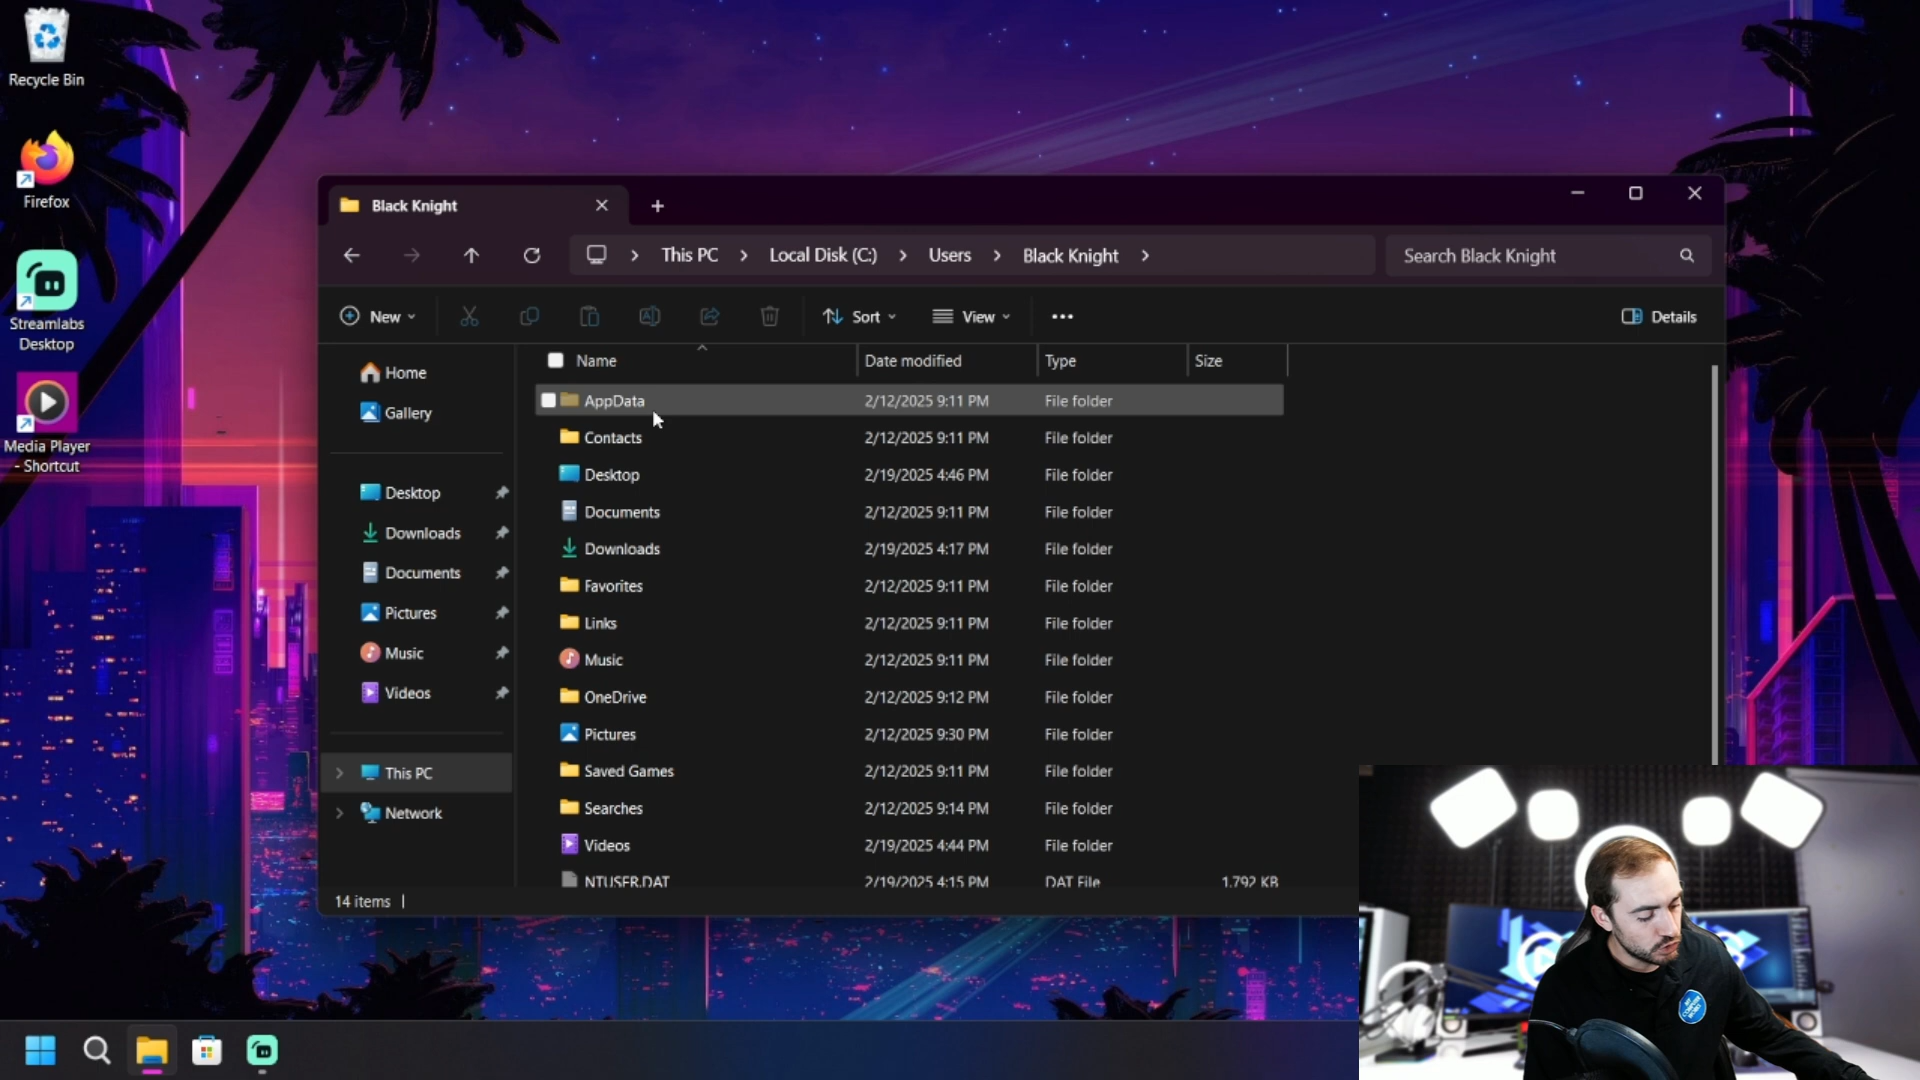 Recycle Bin
Firefox
Streamlabs
Desktop
Media Player
- Shortcut
Black Knight
This PC
Local Disk (C:)
Users
Black Knight
Search Black Knight
New
Sort
View
Details
Home
Gallery
Desktop
Downloads
Documents
Pictures
Music
Videos
This PC
Network
Name Date modified Type Size
AppData 2/12/2025 9:11 PM File folder
Contacts 2/12/2025 9:11 PM File folder
Desktop 2/19/2025 4:46 PM File folder
Documents 2/12/2025 9:11 PM File folder
Downloads 2/19/2025 4:17 PM File folder
Favorites 2/12/2025 9:11 PM File folder
Links 2/12/2025 9:11 PM File folder
Music 2/12/2025 9:11 PM File folder
OneDrive 2/12/2025 9:12 PM File folder
Pictures 2/12/2025 9:30 PM File folder
Saved Games 2/12/2025 9:11 PM File folder
Searches 2/12/2025 9:14 PM File folder
Videos 2/19/2025 4:44 PM File folder
NTUSER.DAT 2/19/2025 4:15 PM DAT File 1,792 KB
14 items